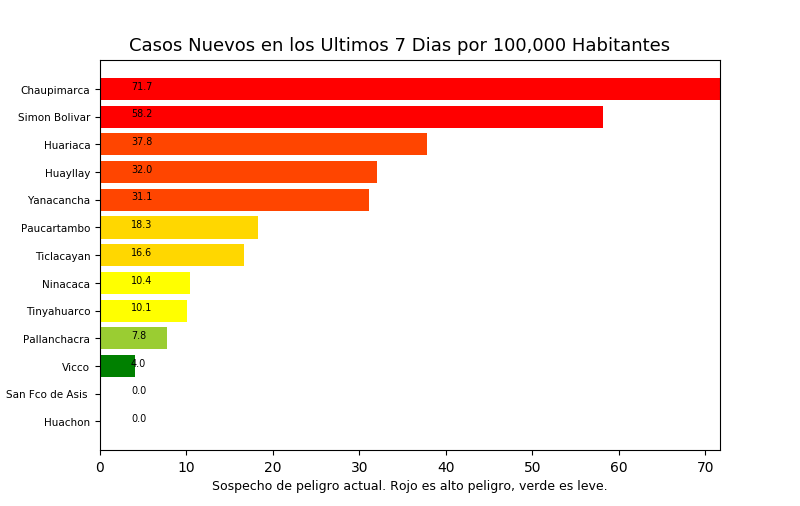 Casos Nuevos en los Ultimos 7 Dias por 100,000 Habitantes
Chaupimarca 71.7
Simon Bolivar 58.2
Huariaca 37.8
Huayllay 32.0
Yanacancha 31.1
Paucartambo 18.3
Ticlacayan 16.6
Ninacaca 10.4
Tinyahuarco 10.1
Pallanchacra 7.8
Vicco 4.0
San Fco de Asis 0.0
Huachon 0.0
0 10 20 30 40 50 60 70
Sospecho de peligro actual. Rojo es alto peligro, verde es leve.